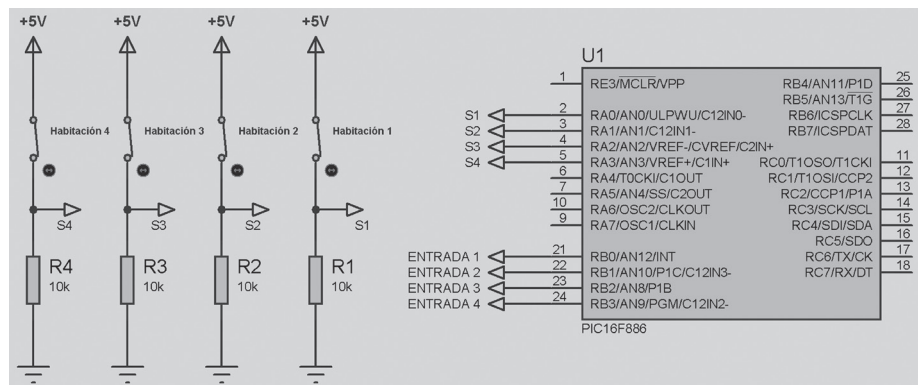 +5V
+5V
+5V
+5V
Habitación 4
Habitación 3
Habitación 2
Habitación 1
S4
S3
S2
S1
R4
10k
R3
10k
R2
10k
R1
10k
U1
1 RE3/MCLR/VPP
2 RA0/AN0/ULPWU/C12IN0-
3 RA1/AN1/C12IN1-
4 RA2/AN2/VREF-/CVREF/C2IN+
5 RA3/AN3/VREF+/C1IN+
6 RA4/T0CKI/C1OUT
7 RA5/AN4/SS/C2OUT
10 RA6/OSC2/CLKOUT
9 RA7/OSC1/CLKIN
21 RB0/AN12/INT
22 RB1/AN10/P1C/C12IN3-
23 RB2/AN8/P1B
24 RB3/AN9/PGM/C12IN2-
S1
S2
S3
S4
ENTRADA 1
ENTRADA 2
ENTRADA 3
ENTRADA 4
RB4/AN11/P1D 25
RB5/AN13/T1G 26
RB6/ICSPCLK 27
RB7/ICSPDAT 28
RC0/T1OSO/T1CKI 11
RC1/T1OSI/CCP2 12
RC2/CCP1/P1A 13
RC3/SCK/SCL 14
RC4/SDI/SDA 15
RC5/SDO 16
RC6/TX/CK 17
RC7/RX/DT 18
PIC16F886